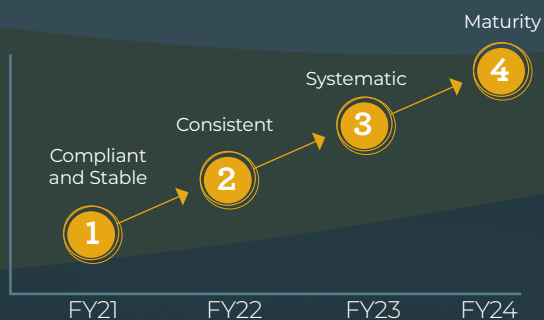 Maturity
4
Systematic
3
Consistent
2
Compliant
and Stable
1
FY21 FY22 FY23 FY24